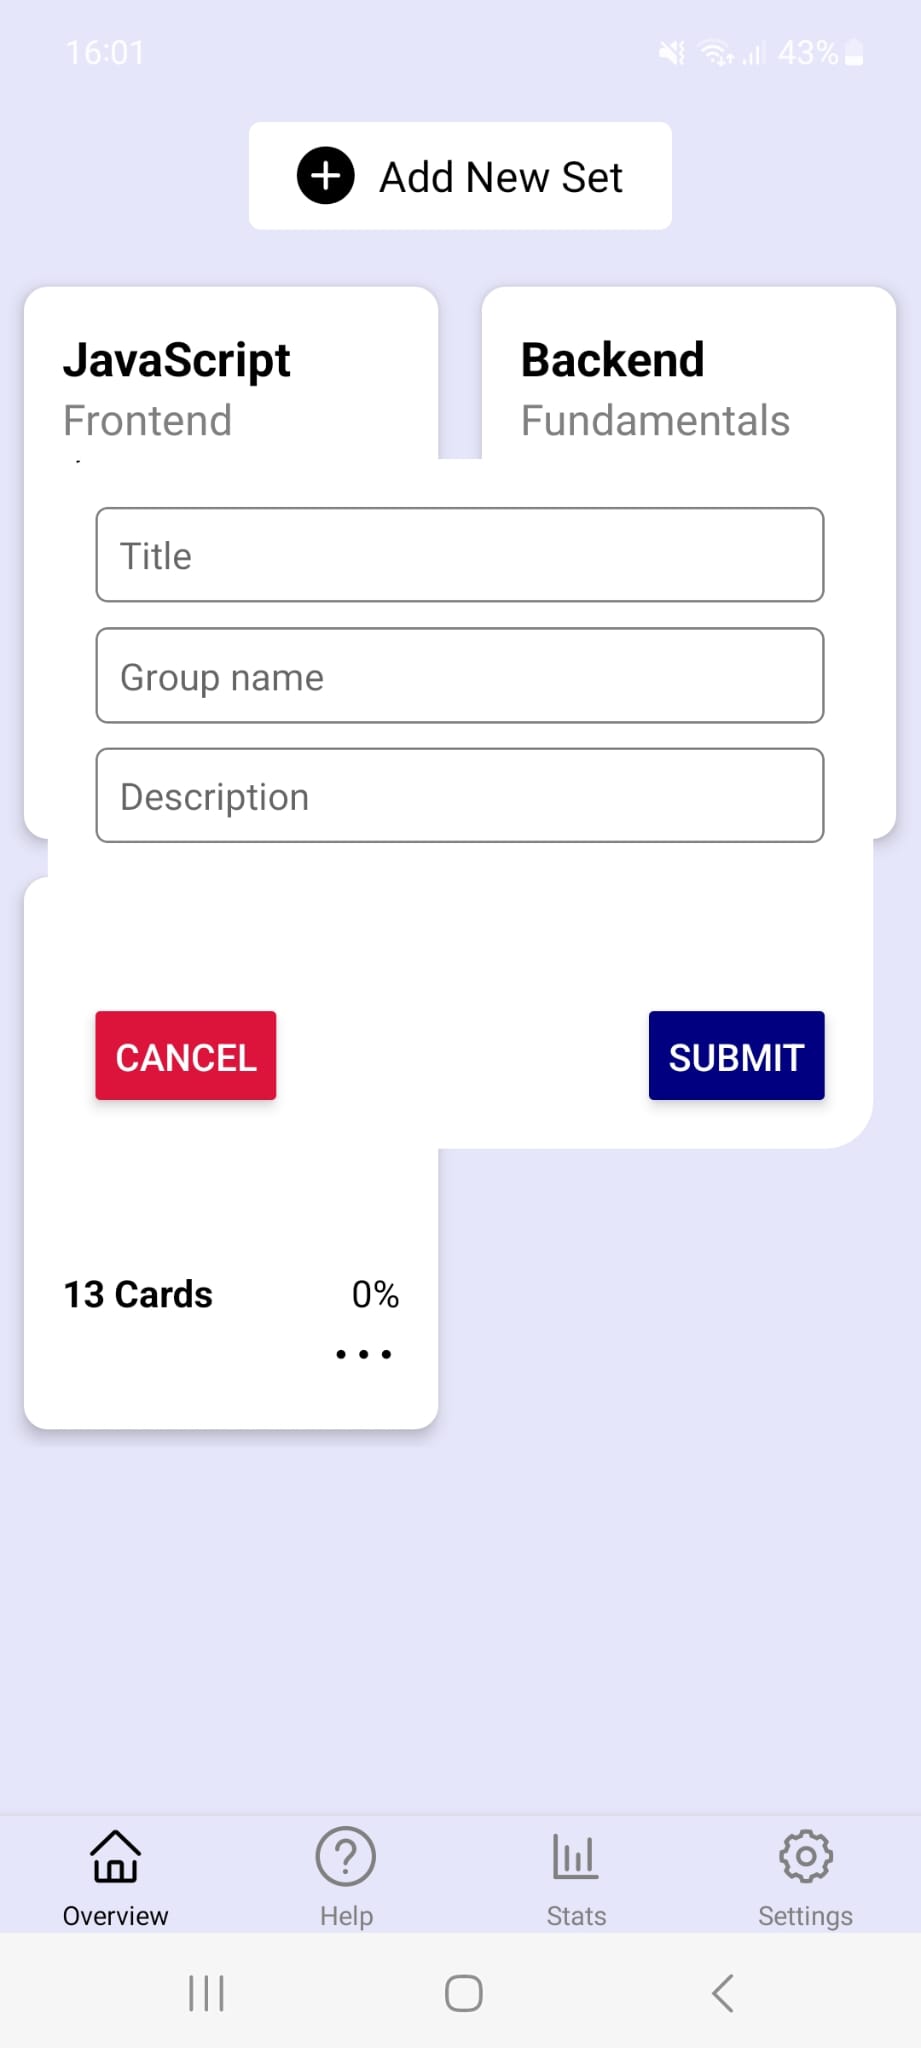 16:01 43%
Add New Set
JavaScript
Frontend
Backend
Fundamentals
Title
Group name
Description
CANCEL SUBMIT
13 Cards 0%
Overview Help Stats Settings